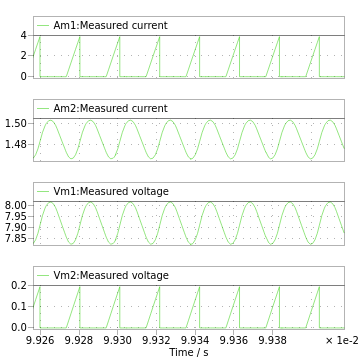 Am1:Measured current
4
2
0
Am2:Measured current
1.50
1.48
Vm1:Measured voltage
8.00
7.95
7.90
7.85
Vm2:Measured voltage
0.2
0.1
0.0
9.926 9.928 9.930 9.932 9.934 9.936 9.938 × 1e-2
Time / s